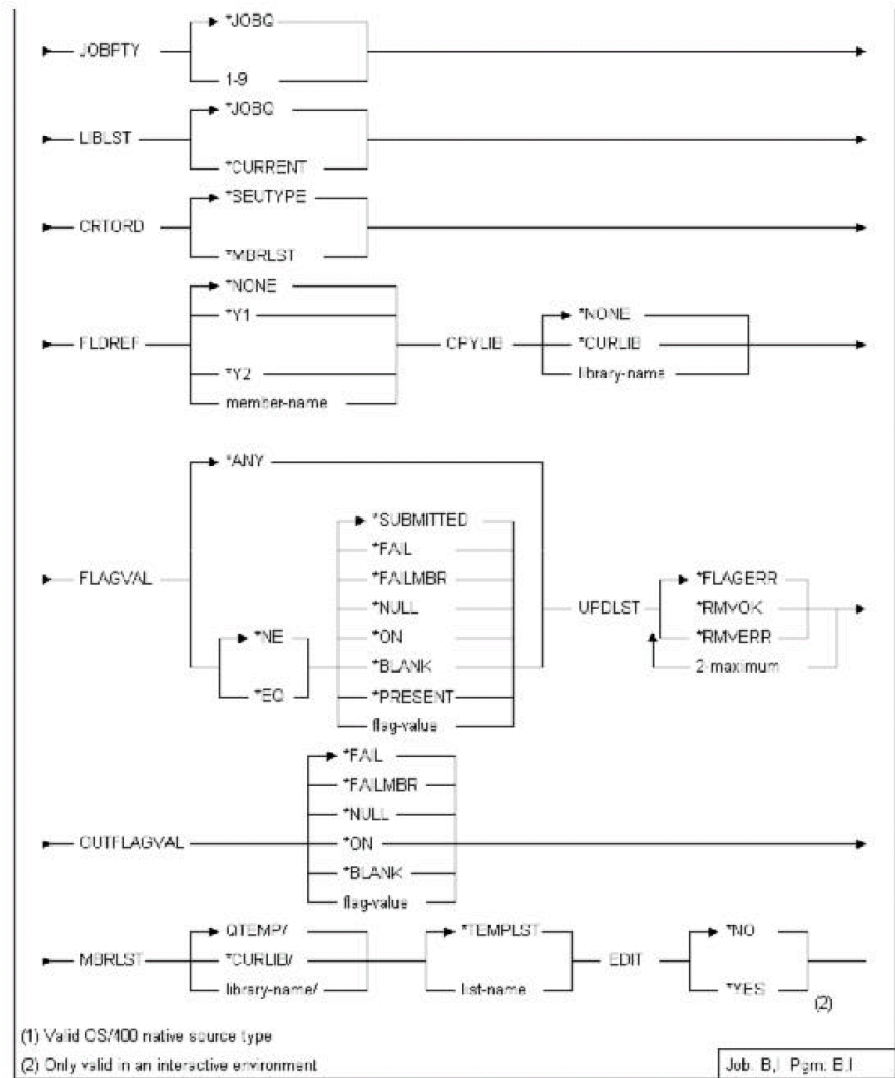 *JOBQ
JOBPTY
1-9
*JOBQ
LIBLST
*CURRENT
*SEUTYPE
CRTORD
*MBRLST
*NONE
*Y1
*NONE
FLDREF CPYLIB *CURLIB
*Y2 library-name
member-name
*ANY
*SUBMITTED
*FAIL
FLAGVAL *FAILMBR *FLAGERR
*NULL UPDLST *RMVOK
*NE *ON *RMVERR
*BLANK 2-maximum
*EQ *PRESENT
flag-value
*FAIL
*FAILMBR
*NULL
OUTFLAGVAL *ON
*BLANK
flag-value
QTEMP/ *TEMPLST *NO
MBRLST *CURLIB/ EDIT
library-name/ list-name *YES
(2)
(1) Valid OS/400 native source type
(2) Only valid in an interactive environment Job: B,I Pgm: B,I